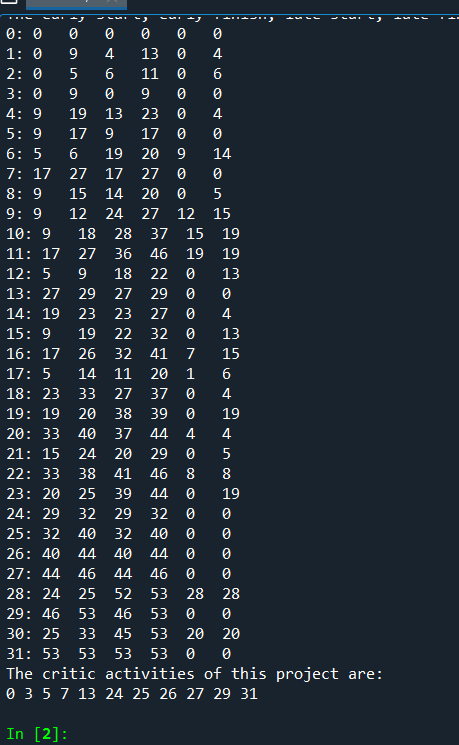 0: 0 0 0 0 0 0
1: 0 9 4 13 0 4
2: 0 5 6 11 0 6
3: 0 9 0 9 0 0
4: 9 19 13 23 0 4
5: 9 17 9 17 0 0
6: 5 6 19 20 9 14
7: 17 27 17 27 0 0
8: 9 15 14 20 0 5
9: 9 12 24 27 12 15
10: 9 18 28 37 15 19
11: 17 27 36 46 19 19
12: 5 9 18 22 0 13
13: 27 29 27 29 0 0
14: 19 23 23 27 0 4
15: 9 19 22 32 0 13
16: 17 26 32 41 7 15
17: 5 14 11 20 1 6
18: 23 33 27 37 0 4
19: 19 20 38 39 0 19
20: 33 40 37 44 4 4
21: 15 24 20 29 0 5
22: 33 38 41 46 8 8
23: 20 25 39 44 0 19
24: 29 32 29 32 0 0
25: 32 40 32 40 0 0
26: 40 44 40 44 0 0
27: 44 46 44 46 0 0
28: 24 25 52 53 28 28
29: 46 53 46 53 0 0
30: 25 33 45 53 20 20
31: 53 53 53 53 0 0
The critic activities of this project are:
0 3 5 7 13 24 25 26 27 29 31
In [2]: